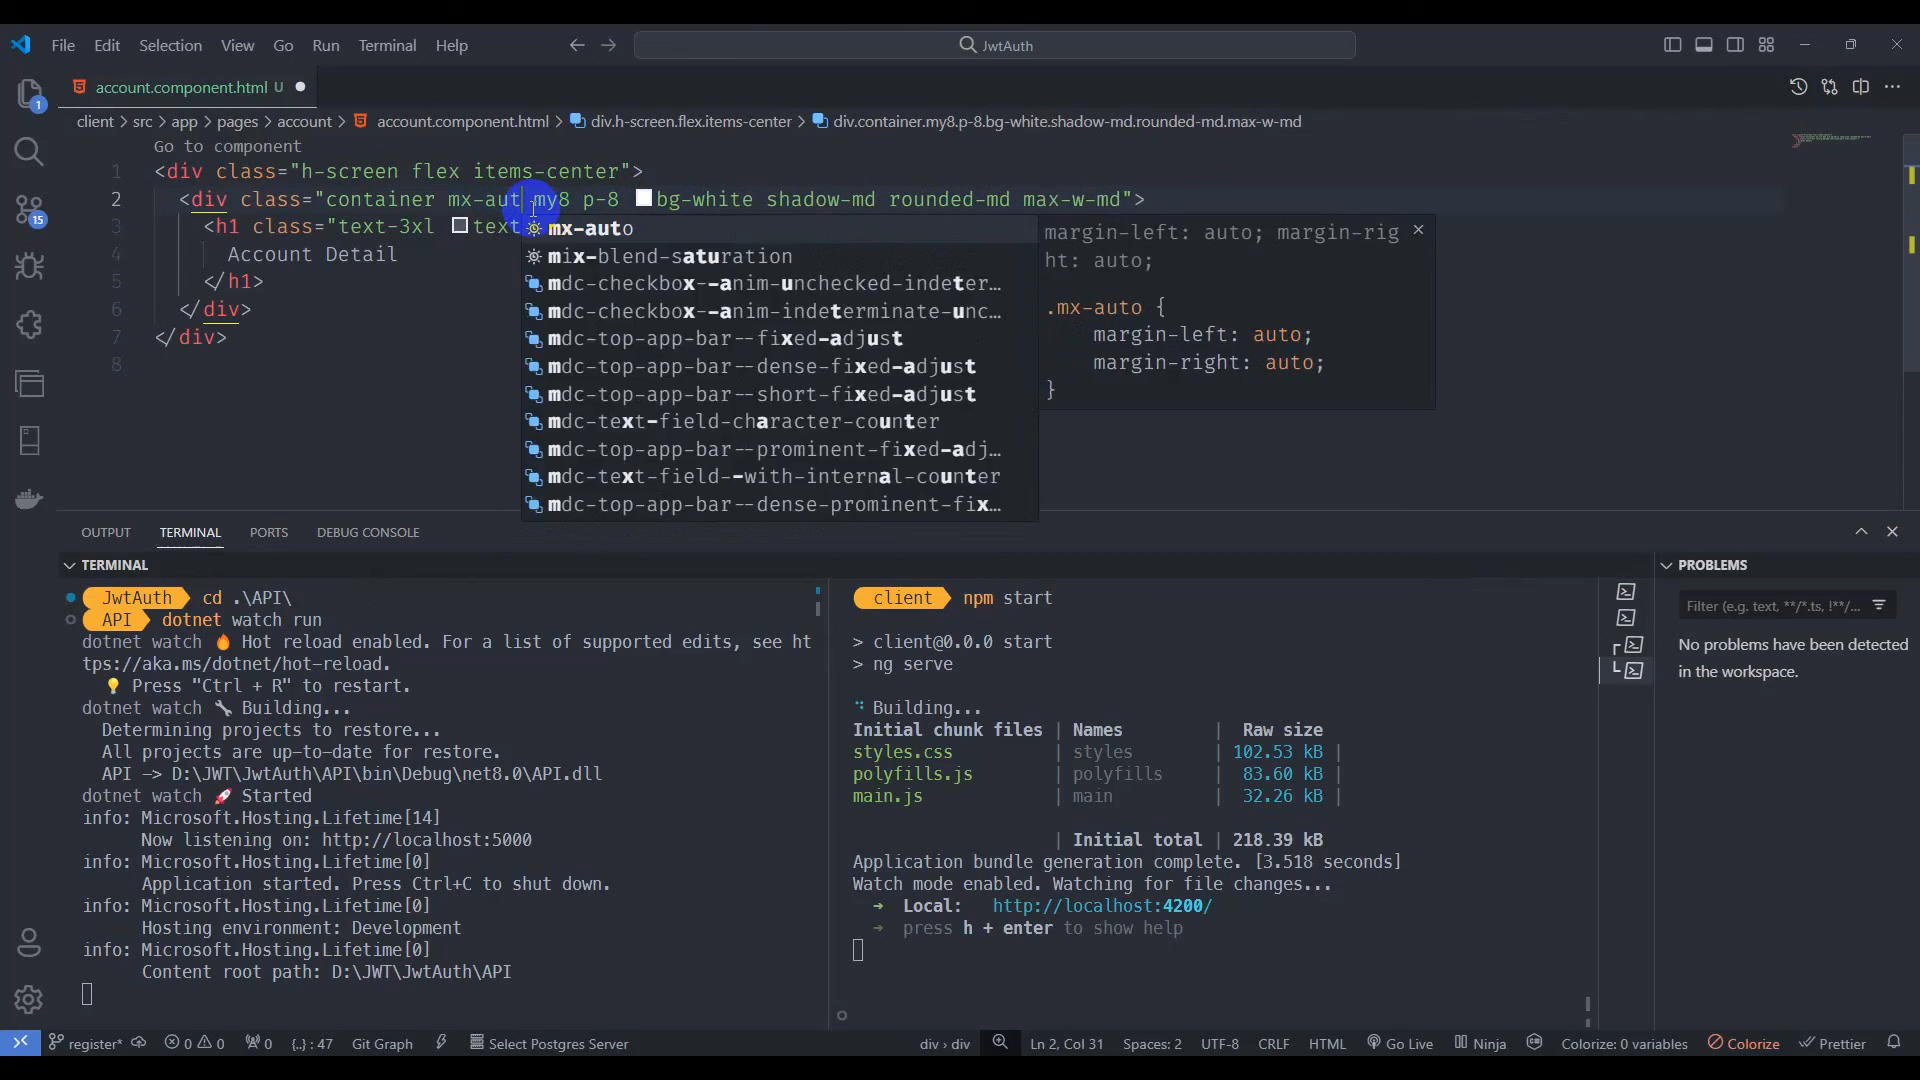 File Edit Selection View Go Run Terminal Help
JwtAuth
account.component.html U
client > src > app > pages > account > account.component.html > div.h-screen.flex.items-center > div.container.my8.p-8.bg-white.shadow-md.rounded-md.max-w-md
Go to component
1 <div class="h-screen flex items-center">
2 <div class="container mx-aut my8 p-8 bg-white shadow-md rounded-md max-w-md">
3 <h1 class="text-3xl text
4 Account Detail
5 </h1>
6 </div>
7 </div>
8
mx-auto
mix-blend-saturation
mdc-checkbox--anim-unchecked-indeter…
mdc-checkbox--anim-indeterminate-unc…
mdc-top-app-bar--fixed-adjust
mdc-top-app-bar--dense-fixed-adjust
mdc-top-app-bar--short-fixed-adjust
mdc-text-field-character-counter
mdc-top-app-bar--prominent-fixed-adj…
mdc-text-field--with-internal-counter
mdc-top-app-bar--dense-prominent-fix…
margin-left: auto; margin-rig
ht: auto;
.mx-auto {
margin-left: auto;
margin-right: auto;
}
1
15
OUTPUT TERMINAL PORTS DEBUG CONSOLE
TERMINAL
JwtAuth cd .\API\
API dotnet watch run
dotnet watch 🔥 Hot reload enabled. For a list of supported edits, see ht
tps://aka.ms/dotnet/hot-reload.
💡 Press "Ctrl + R" to restart.
dotnet watch 🔧 Building...
Determining projects to restore...
All projects are up-to-date for restore.
API -> D:\JWT\JwtAuth\API\bin\Debug\net8.0\API.dll
dotnet watch 🚀 Started
info: Microsoft.Hosting.Lifetime[14]
Now listening on: http://localhost:5000
info: Microsoft.Hosting.Lifetime[0]
Application started. Press Ctrl+C to shut down.
info: Microsoft.Hosting.Lifetime[0]
Hosting environment: Development
info: Microsoft.Hosting.Lifetime[0]
Content root path: D:\JWT\JwtAuth\API
client npm start
> client@0.0.0 start
> ng serve
Building...
Initial chunk files | Names | Raw size
styles.css | styles | 102.53 kB |
polyfills.js | polyfills | 83.60 kB |
main.js | main | 32.26 kB |
| Initial total | 218.39 kB
Application bundle generation complete. [3.518 seconds]
Watch mode enabled. Watching for file changes...
➜ Local: http://localhost:4200/
➜ press h + enter to show help
PROBLEMS
Filter (e.g. text, **/*.ts, !**/…
No problems have been detected
in the workspace.
register* 0 0 0 {..} : 47 Git Graph Select Postgres Server div › div Ln 2, Col 31 Spaces: 2 UTF-8 CRLF HTML Go Live Ninja Colorize: 0 variables Colorize Prettier